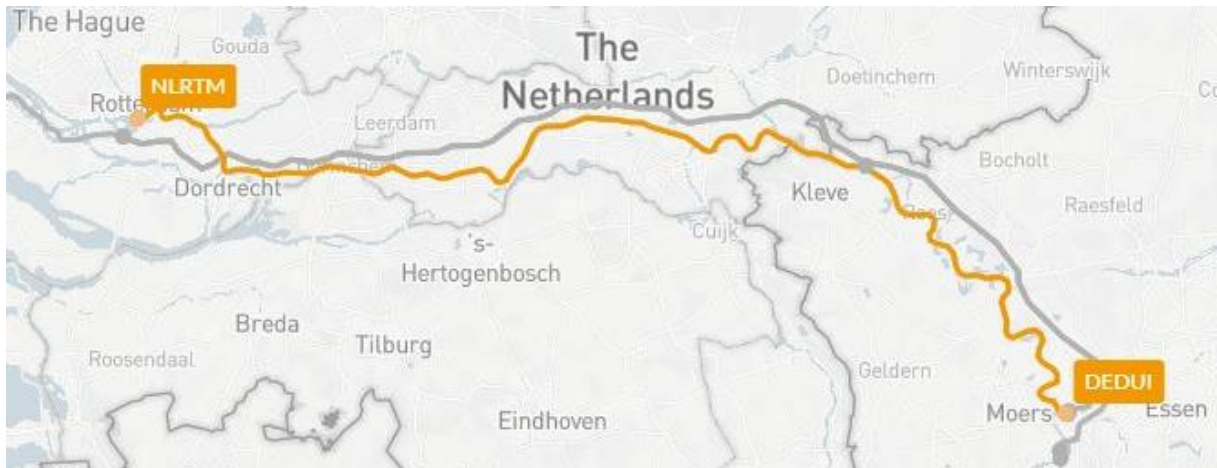 The Hague
Gouda
NLRTM
Leerdam
Dordrecht
The
Netherlands
Doetinchem
Winterswijk
Bocholt
Kleve
Raesfeld
Cuijk
's-
Hertogenbosch
Breda
Tilburg
Roosendaal
Geldern
DEDUI
Moers
Essen
Eindhoven